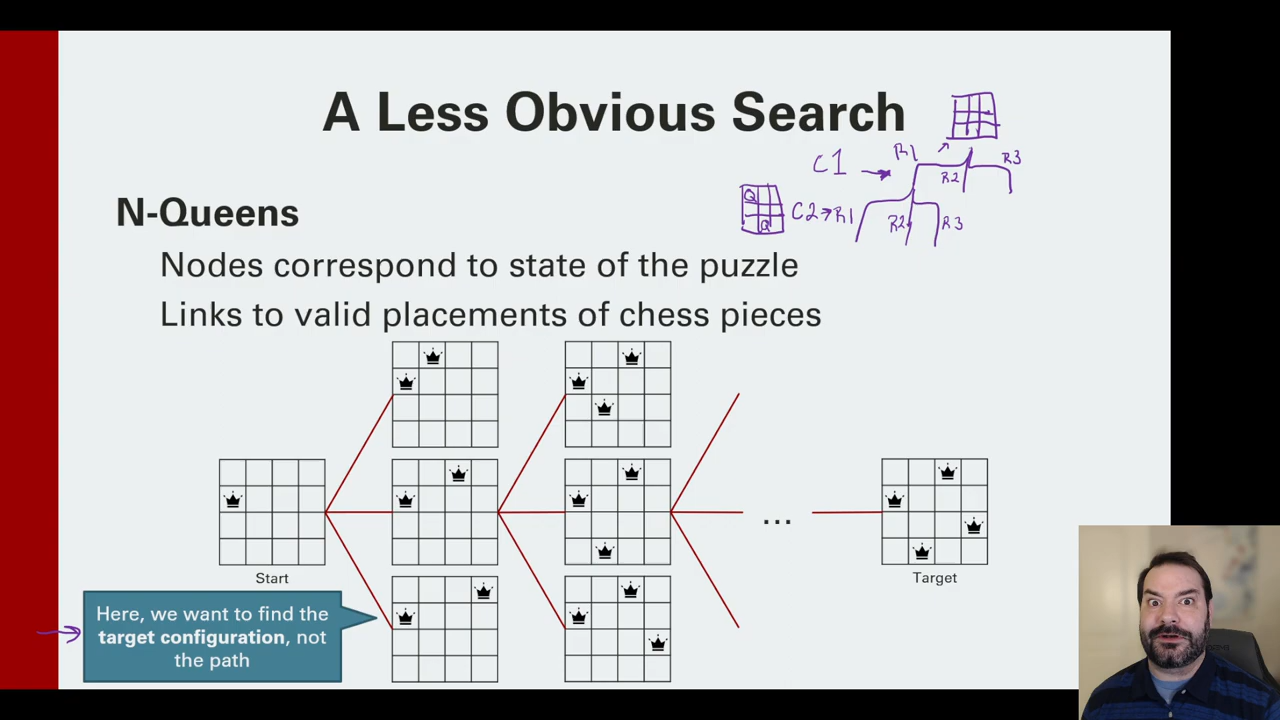 A Less Obvious Search
C1
R1
R2
R3
N-Queens
Q
Q
C2
R1
R2
R3
Nodes correspond to state of the puzzle
Links to valid placements of chess pieces
...
Start
Target
Here, we want to find the
target configuration, not
the path